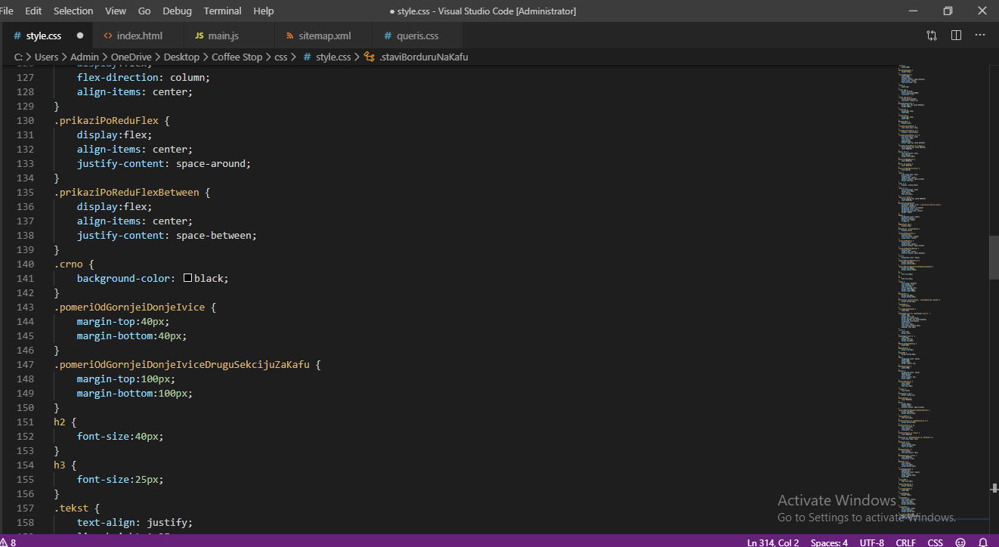 File Edit Selection View Go Debug Terminal Help ● style.css - Visual Studio Code [Administrator]
# style.css ● <> index.html JS main.js sitemap.xml # queris.css
C: > Users > Admin > OneDrive > Desktop > Coffee Stop > css > # style.css > .staviBorduruNaKafu
126 display:flex;
127 flex-direction: column;
128 align-items: center;
129 }
130 .prikaziPoReduFlex {
131 display:flex;
132 align-items: center;
133 justify-content: space-around;
134 }
135 .prikaziPoReduFlexBetween {
136 display:flex;
137 align-items: center;
138 justify-content: space-between;
139 }
140 .crno {
141 background-color: black;
142 }
143 .pomeriOdGornjeiDonjeIvice {
144 margin-top:40px;
145 margin-bottom:40px;
146 }
147 .pomeriOdGornjeiDonjeIviceDruguSekcijuZaKafu {
148 margin-top:100px;
149 margin-bottom:100px;
150 }
151 h2 {
152 font-size:40px;
153 }
154 h3 {
155 font-size:25px;
156 }
157 .tekst {
158 text-align: justify;
Activate Windows
Go to Settings to activate Windows.
8 Ln 314, Col 2 Spaces: 4 UTF-8 CRLF CSS